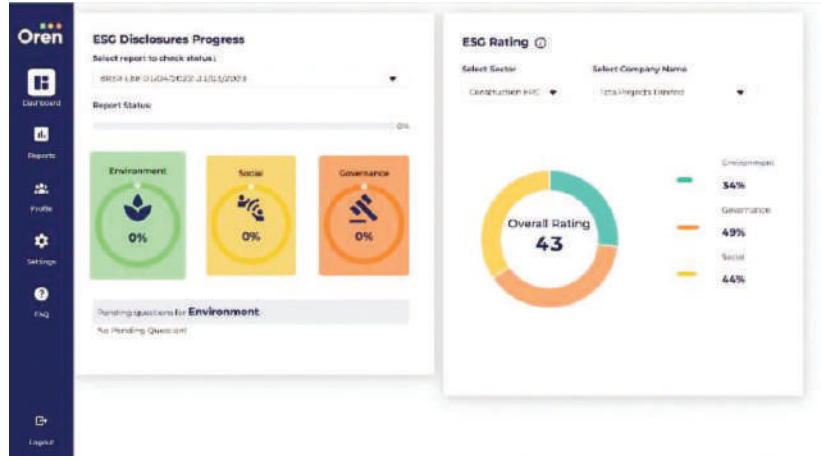 Oren
Dashboard
Reports
Profile
Settings
FAQ
Logout
ESG Disclosures Progress
Select report to check status:
Report Status
0%
Environment
0%
Social
0%
Governance
0%
Pending questions for Environment
No Pending Question!
ESG Rating
Select Sector
Select Company Name
Construction EPC
Tata Projects Limited
Overall Rating
43
Environment
34%
Governance
49%
Social
44%